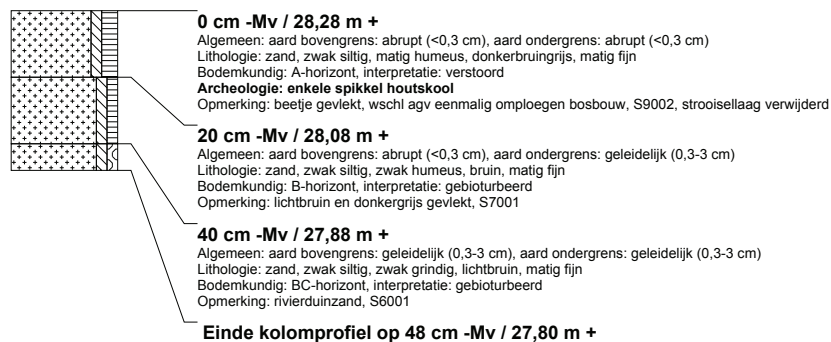 0 cm -Mv / 28,28 m +
Algemeen: aard bovengrens: abrupt (<0,3 cm), aard ondergrens: abrupt (<0,3 cm)
Lithologie: zand, zwak siltig, matig humeus, donkerbruingrijs, matig fijn
Bodemkundig: A-horizont, interpretatie: verstoord
Archeologie: enkele spikkel houtskool
Opmerking: beetje gevlekt, wschl agv eenmalig omploegen bosbouw, S9002, strooisellaag verwijderd
20 cm -Mv / 28,08 m +
Algemeen: aard bovengrens: abrupt (<0,3 cm), aard ondergrens: geleidelijk (0,3-3 cm)
Lithologie: zand, zwak siltig, zwak humeus, bruin, matig fijn
Bodemkundig: B-horizont, interpretatie: gebioturbeerd
Opmerking: lichtbruin en donkergrijs gevlekt, S7001
40 cm -Mv / 27,88 m +
Algemeen: aard bovengrens: geleidelijk (0,3-3 cm), aard ondergrens: geleidelijk (0,3-3 cm)
Lithologie: zand, zwak siltig, zwak grindig, lichtbruin, matig fijn
Bodemkundig: BC-horizont, interpretatie: gebioturbeerd
Opmerking: rivierduinzand, S6001
Einde kolomprofiel op 48 cm -Mv / 27,80 m +